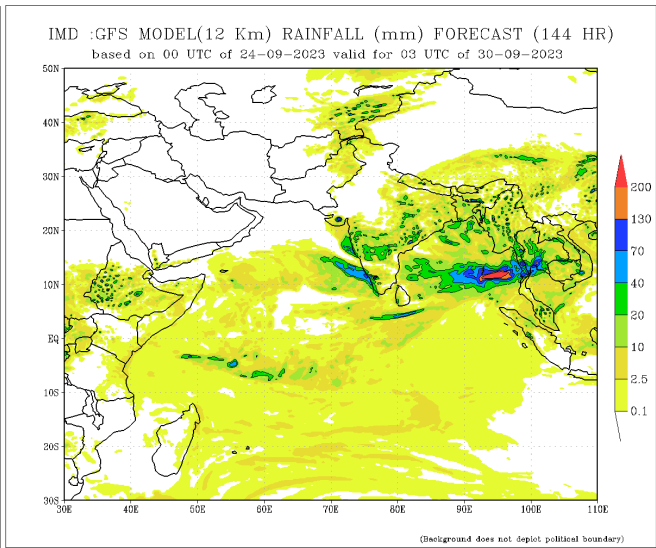 IMD :GFS MODEL(12 Km) RAINFALL (mm) FORECAST (144 HR)
based on 00 UTC of 24-09-2023 valid for 03 UTC of 30-09-2023
50N
40N
30N
20N
10N
EQ
10S
20S
30S
30E 40E 50E 60E 70E 80E 90E 100E 110E
200
130
70
40
20
10
2.5
0.1
(Background does not depict political boundary)